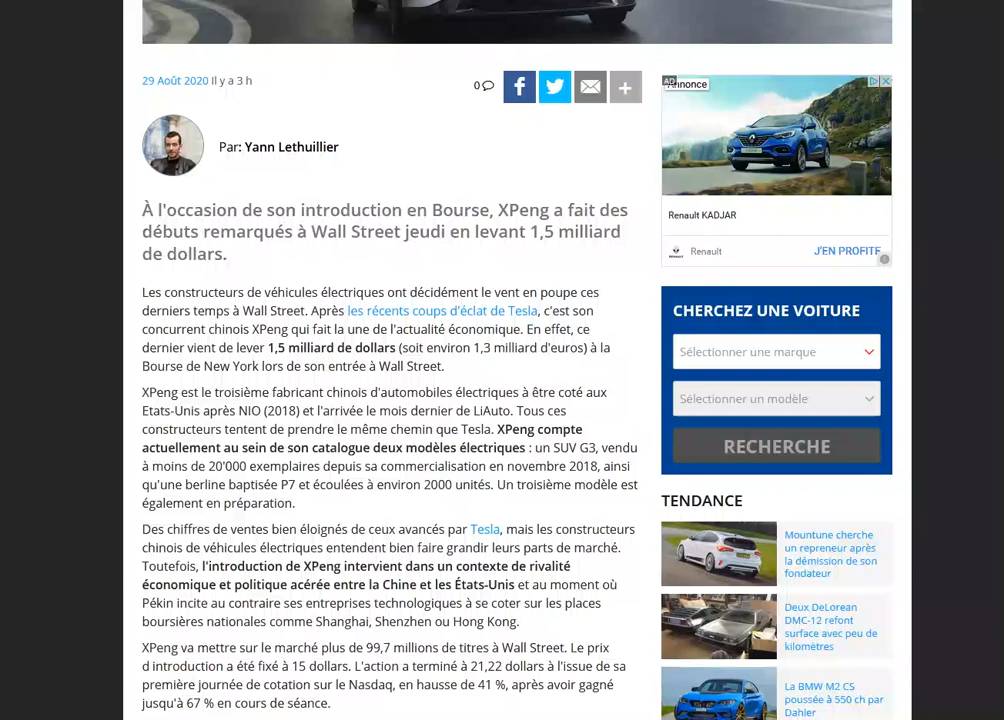 29 Août 2020 Il y a 3 h
0
Par: Yann Lethuillier
À l'occasion de son introduction en Bourse, XPeng a fait des
débuts remarqués à Wall Street jeudi en levant 1,5 milliard
de dollars.
Les constructeurs de véhicules électriques ont décidément le vent en poupe ces
derniers temps à Wall Street. Après les récents coups d'éclat de Tesla, c'est son
concurrent chinois XPeng qui fait la une de l'actualité économique. En effet, ce
dernier vient de lever 1,5 milliard de dollars (soit environ 1,3 milliard d'euros) à la
Bourse de New York lors de son entrée à Wall Street.
XPeng est le troisième fabricant chinois d'automobiles électriques à être coté aux
Etats-Unis après NIO (2018) et l'arrivée le mois dernier de LiAuto. Tous ces
constructeurs tentent de prendre le même chemin que Tesla. XPeng compte
actuellement au sein de son catalogue deux modèles électriques : un SUV G3, vendu
à moins de 20'000 exemplaires depuis sa commercialisation en novembre 2018, ainsi
qu'une berline baptisée P7 et écoulées à environ 2000 unités. Un troisième modèle est
également en préparation.
Des chiffres de ventes bien éloignés de ceux avancés par Tesla, mais les constructeurs
chinois de véhicules électriques entendent bien faire grandir leurs parts de marché.
Toutefois, l'introduction de XPeng intervient dans un contexte de rivalité
économique et politique acérée entre la Chine et les États-Unis et au moment où
Pékin incite au contraire ses entreprises technologiques à se coter sur les places
boursières nationales comme Shanghai, Shenzhen ou Hong Kong.
XPeng va mettre sur le marché plus de 99,7 millions de titres à Wall Street. Le prix
d'introduction a été fixé à 15 dollars. L'action a terminé à 21,22 dollars à l'issue de sa
première journée de cotation sur le Nasdaq, en hausse de 41 %, après avoir gagné
jusqu'à 67 % en cours de séance.
AD
Annonce
Renault KADJAR
Renault
J'EN PROFITE
CHERCHEZ UNE VOITURE
Sélectionner une marque
Sélectionner un modèle
RECHERCHE
TENDANCE
Mountune cherche
un repreneur après
la démission de son
fondateur
Deux DeLorean
DMC-12 refont
surface avec peu de
kilomètres
La BMW M2 CS
poussée à 550 ch par
Dahler